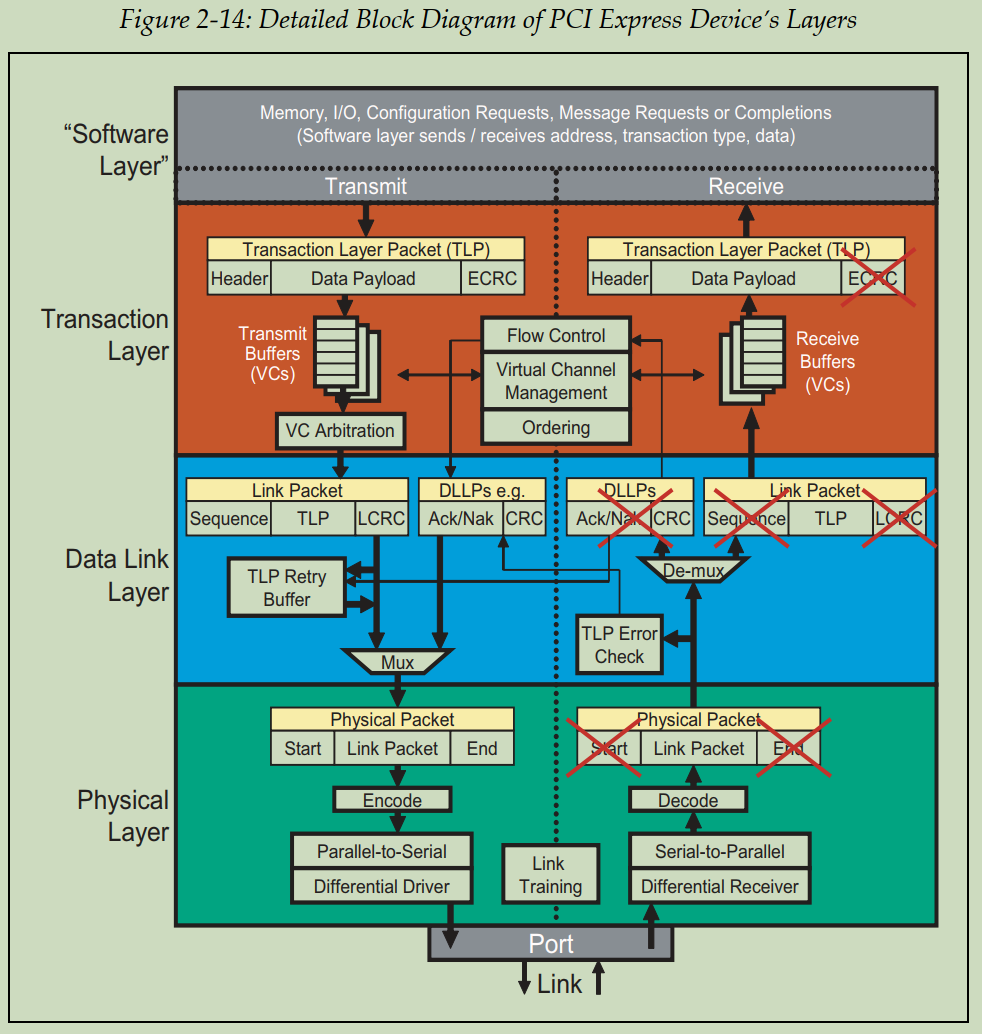 Figure 2-14: Detailed Block Diagram of PCI Express Device's Layers
“Software
Layer”
Memory, I/O, Configuration Requests, Message Requests or Completions
(Software layer sends / receives address, transaction type, data)
Transmit
Receive
Transaction
Layer
Transaction Layer Packet (TLP)
Header
Data Payload
ECRC
Transaction Layer Packet (TLP)
Header
Data Payload
ECRC
Transmit
Buffers
(VCs)
Flow Control
Virtual Channel
Management
Ordering
Receive
Buffers
(VCs)
VC Arbitration
Data Link
Layer
Link Packet
Sequence
TLP
LCRC
DLLPs e.g.
Ack/Nak
CRC
DLLPs
Ack/Nak
CRC
Link Packet
Sequence
TLP
LCRC
TLP Retry
Buffer
De-mux
TLP Error
Check
Mux
Physical
Layer
Physical Packet
Start
Link Packet
End
Physical Packet
Start
Link Packet
End
Encode
Decode
Parallel-to-Serial
Differential Driver
Link
Training
Serial-to-Parallel
Differential Receiver
Port
Link